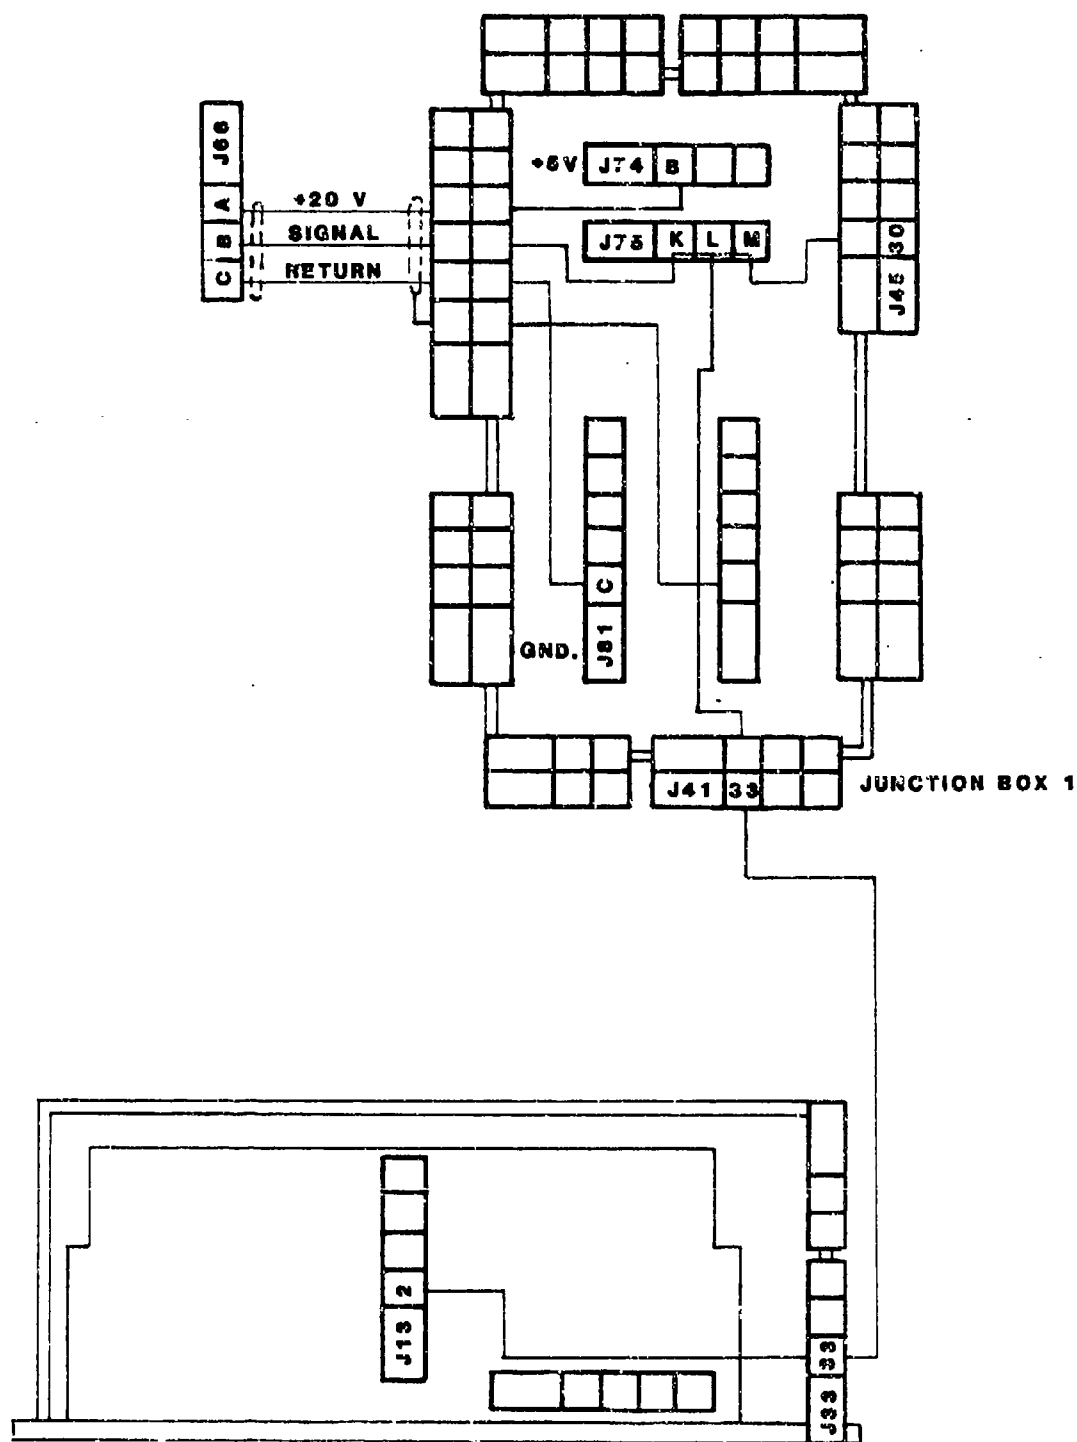 J66
A
B
C
+20 V
SIGNAL
RETURN
+5V
J74
B
J75
K
L
M
30
J45
C
J81
GND.
J41
33
JUNCTION BOX 1
2
J13
33
J33